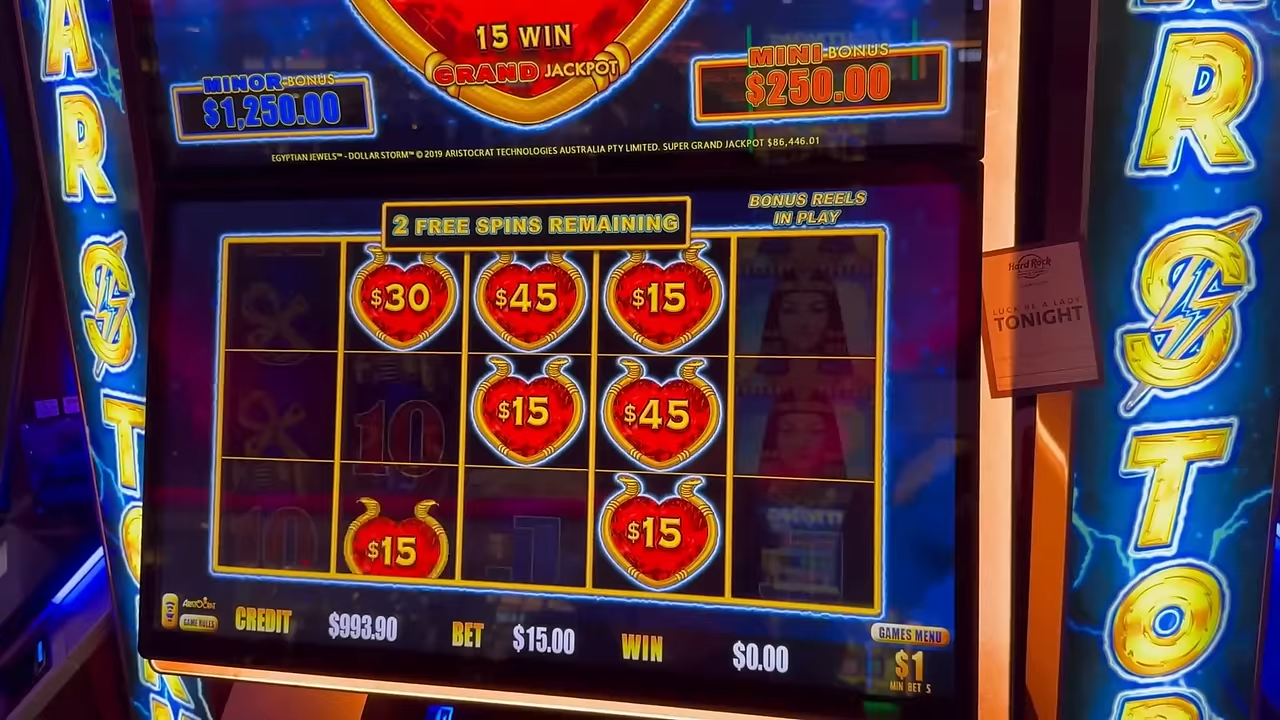 15 WIN
GRAND JACKPOT
MINOR BONUS
$1,250.00
MINI BONUS
$250.00
EGYPTIAN JEWELS™ - DOLLAR STORM™ © 2019 ARISTOCRAT TECHNOLOGIES AUSTRALIA PTY LIMITED. SUPER GRAND JACKPOT $86,446.01
2 FREE SPINS REMAINING
BONUS REELS
IN PLAY
$30
$45
$15
10
$15
$45
10
$15
J
$15
CREDIT $993.90
BET $15.00
WIN $0.00
ARISTOCRAT
GAME RULES
GAMES MENU
$1
MIN BET 5
Hard Rock
LUCK BE A LADY
TONIGHT
A
R
S
T
R
S
T
O